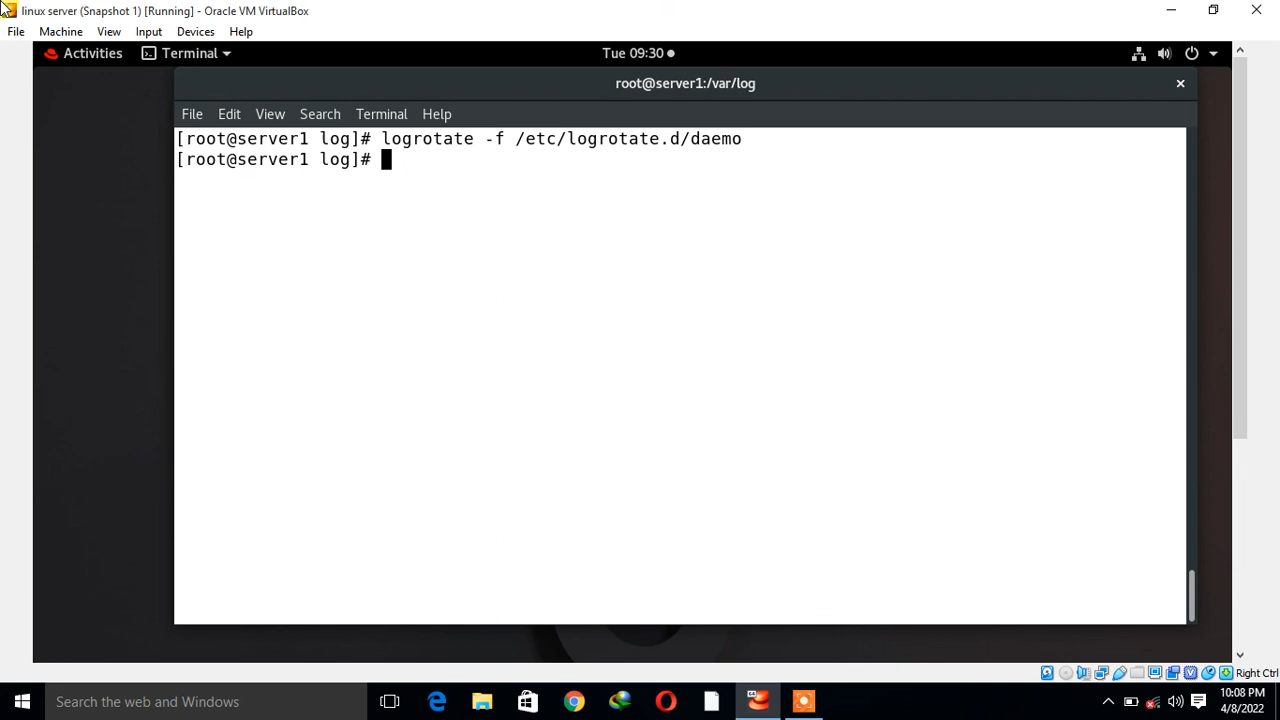 linux server (Snapshot 1) [Running] - Oracle VM VirtualBox
File Machine View Input Devices Help
Activities Terminal Tue 09:30
root@server1:/var/log
File Edit View Search Terminal Help
[root@server1 log]# logrotate -f /etc/logrotate.d/daemo
[root@server1 log]#
Right Ctrl
Search the web and Windows
10:08 PM
4/8/2022